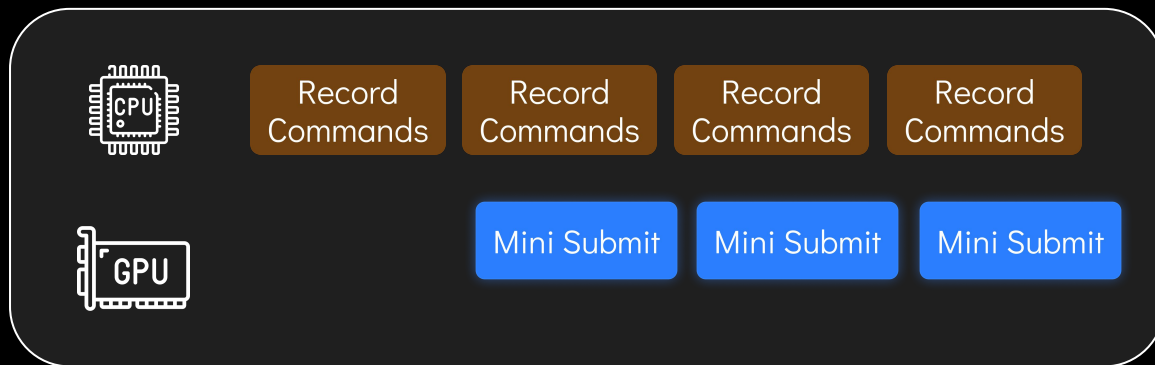 CPU
Record
Commands
Record
Commands
Record
Commands
Record
Commands
GPU
Mini Submit
Mini Submit
Mini Submit